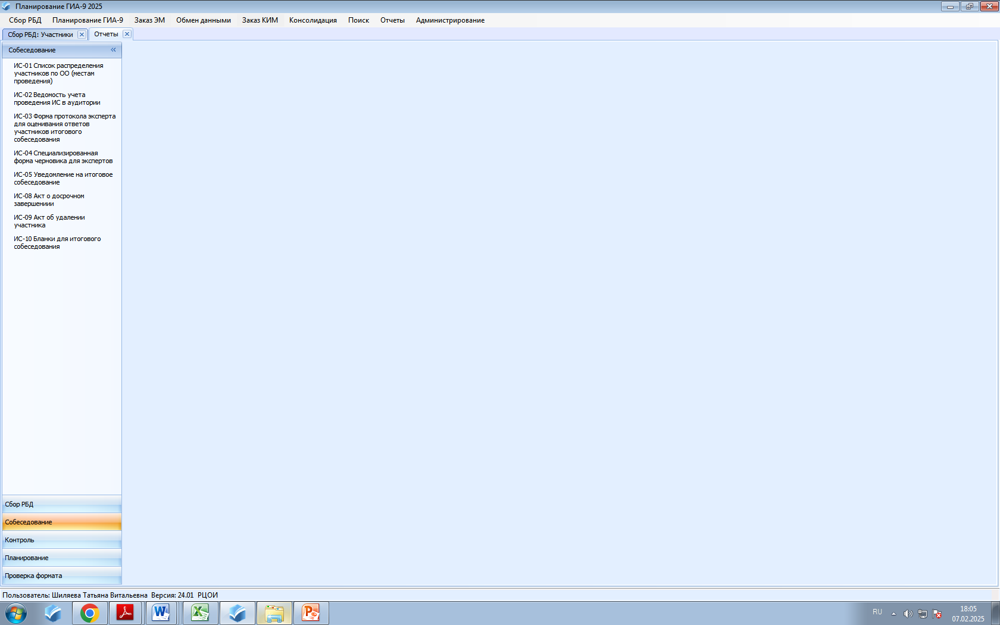 Планирование ГИА-9 2025
Сбор РБД Планирование ГИА-9 Заказ ЭМ Обмен данными Заказ КИМ Консолидация Поиск Отчеты Администрирование
Сбор РБД: Участники Отчеты
Собеседование
ИС-01 Список распределения
участников по ОО (местам
проведения)
ИС-02 Ведомость учета
проведения ИС в аудитории
ИС-03 Форма протокола эксперта
для оценивания ответов
участников итогового
собеседования
ИС-04 Специализированная
форма черновика для экспертов
ИС-05 Уведомление на итоговое
собеседование
ИС-08 Акт о досрочном
завершениии
ИС-09 Акт об удалении
участника
ИС-10 Бланки для итогового
собеседования
Сбор РБД
Собеседование
Контроль
Планирование
Проверка формата
Пользователь: Шиляева Татьяна Витальевна Версия: 24.01 РЦОИ
RU
18:05
07.02.2025